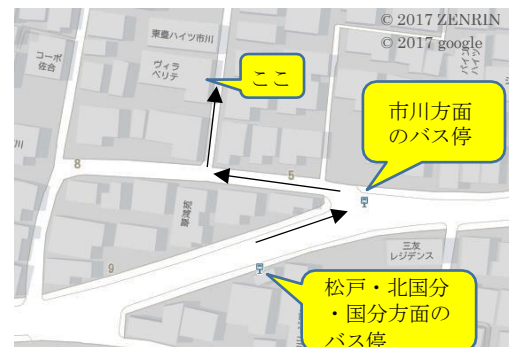 © 2017 ZENRIN
© 2017 google
東豊ハイツ市川
コーポ
佐合
ヴィラ
ベリテ
ここ
市川方面
のバス停
8
5
9
三友
レジデンス
松戸・北国分
・国分方面の
バス停